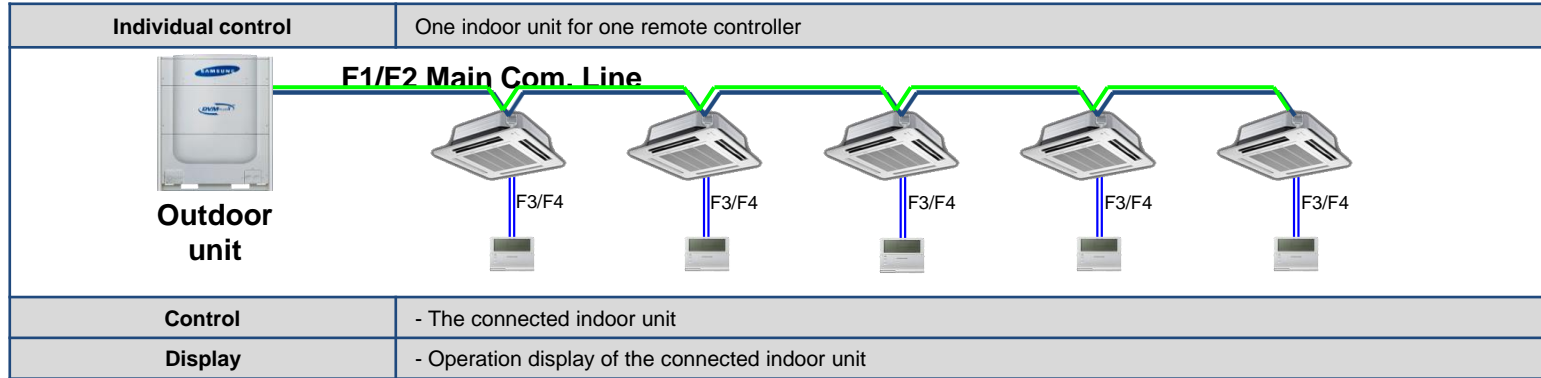 Individual control
One indoor unit for one remote controller
SAMSUNG
F1/F2 Main Com. Line
DVM
F3/F4
F3/F4
F3/F4
F3/F4
F3/F4
Outdoor
unit
Control
- The connected indoor unit
Display
- Operation display of the connected indoor unit